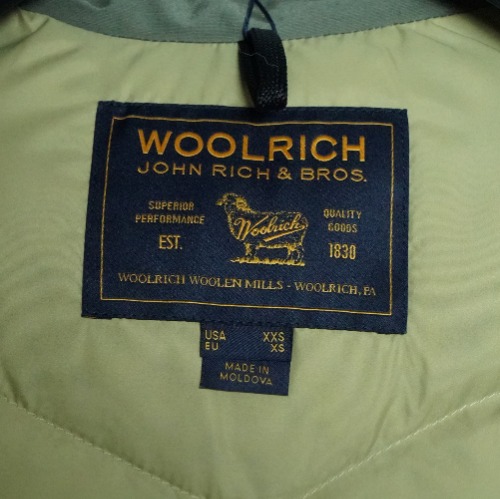 WOOLRICH
JOHN RICH & BROS.
SUPERIOR
PERFORMANCE
EST.
Woolrich
QUALITY
GOODS
1830
WOOLRICH WOOLEN MILLS - WOOLRICH, PA
USA XXS
EU XS
MADE IN
MOLDOVA